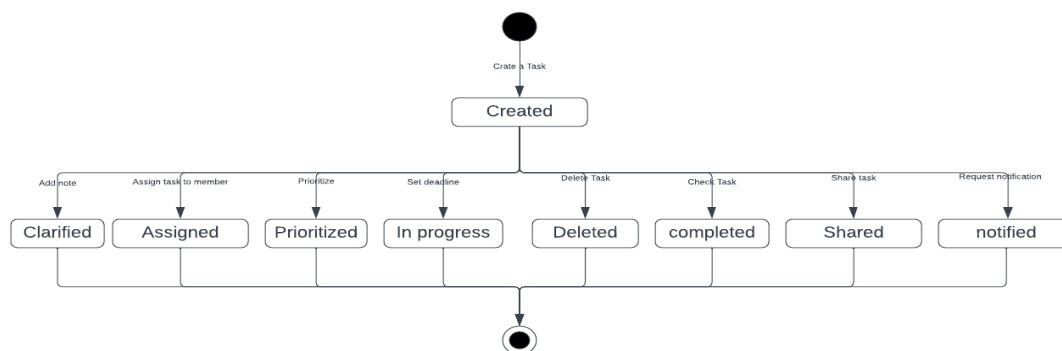 Crate a Task
Created
Add note
Assign task to member
Prioritize
Set deadline
Delete Task
Check Task
Share task
Request notification
Clarified
Assigned
Prioritized
In progress
Deleted
completed
Shared
notified